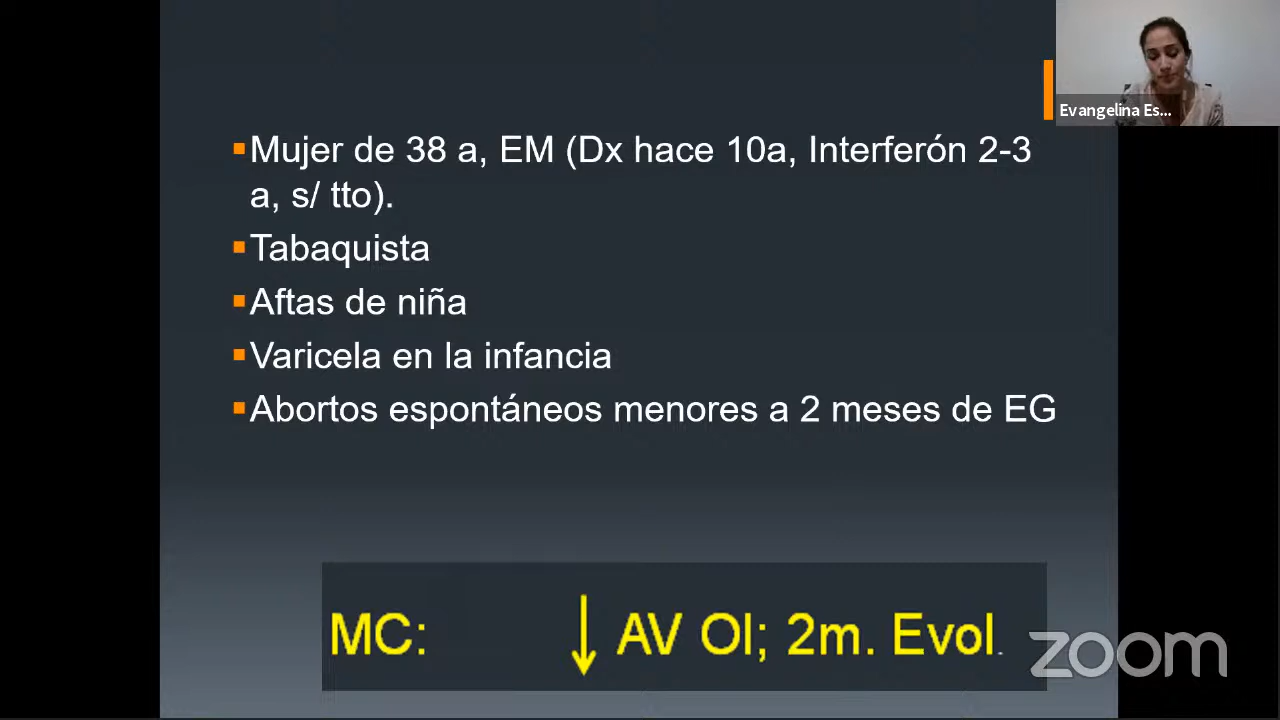 Evangelina Es...
Mujer de 38 a, EM (Dx hace 10a, Interferón 2-3
a, s/ tto).
Tabaquista
Aftas de niña
Varicela en la infancia
Abortos espontáneos menores a 2 meses de EG
MC: ↓ AV OI; 2m. Evol.
zoom